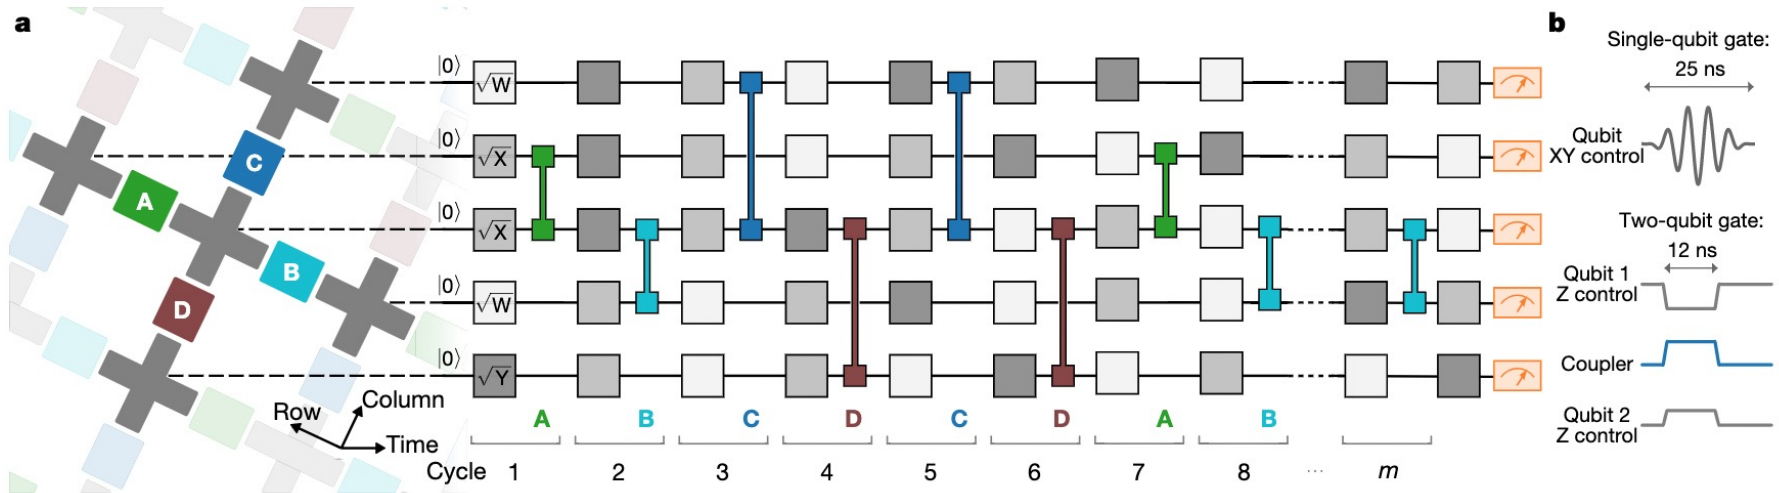 a
|0⟩
|0⟩
|0⟩
|0⟩
|0⟩
√W
√X
√X
√W
√Y
C
A
B
D
Row
Column
Time
A B C D C D A B
Cycle 1 2 3 4 5 6 7 8 ... m
b
Single-qubit gate:
25 ns
Qubit
XY control
Two-qubit gate:
12 ns
Qubit 1
Z control
Coupler
Qubit 2
Z control